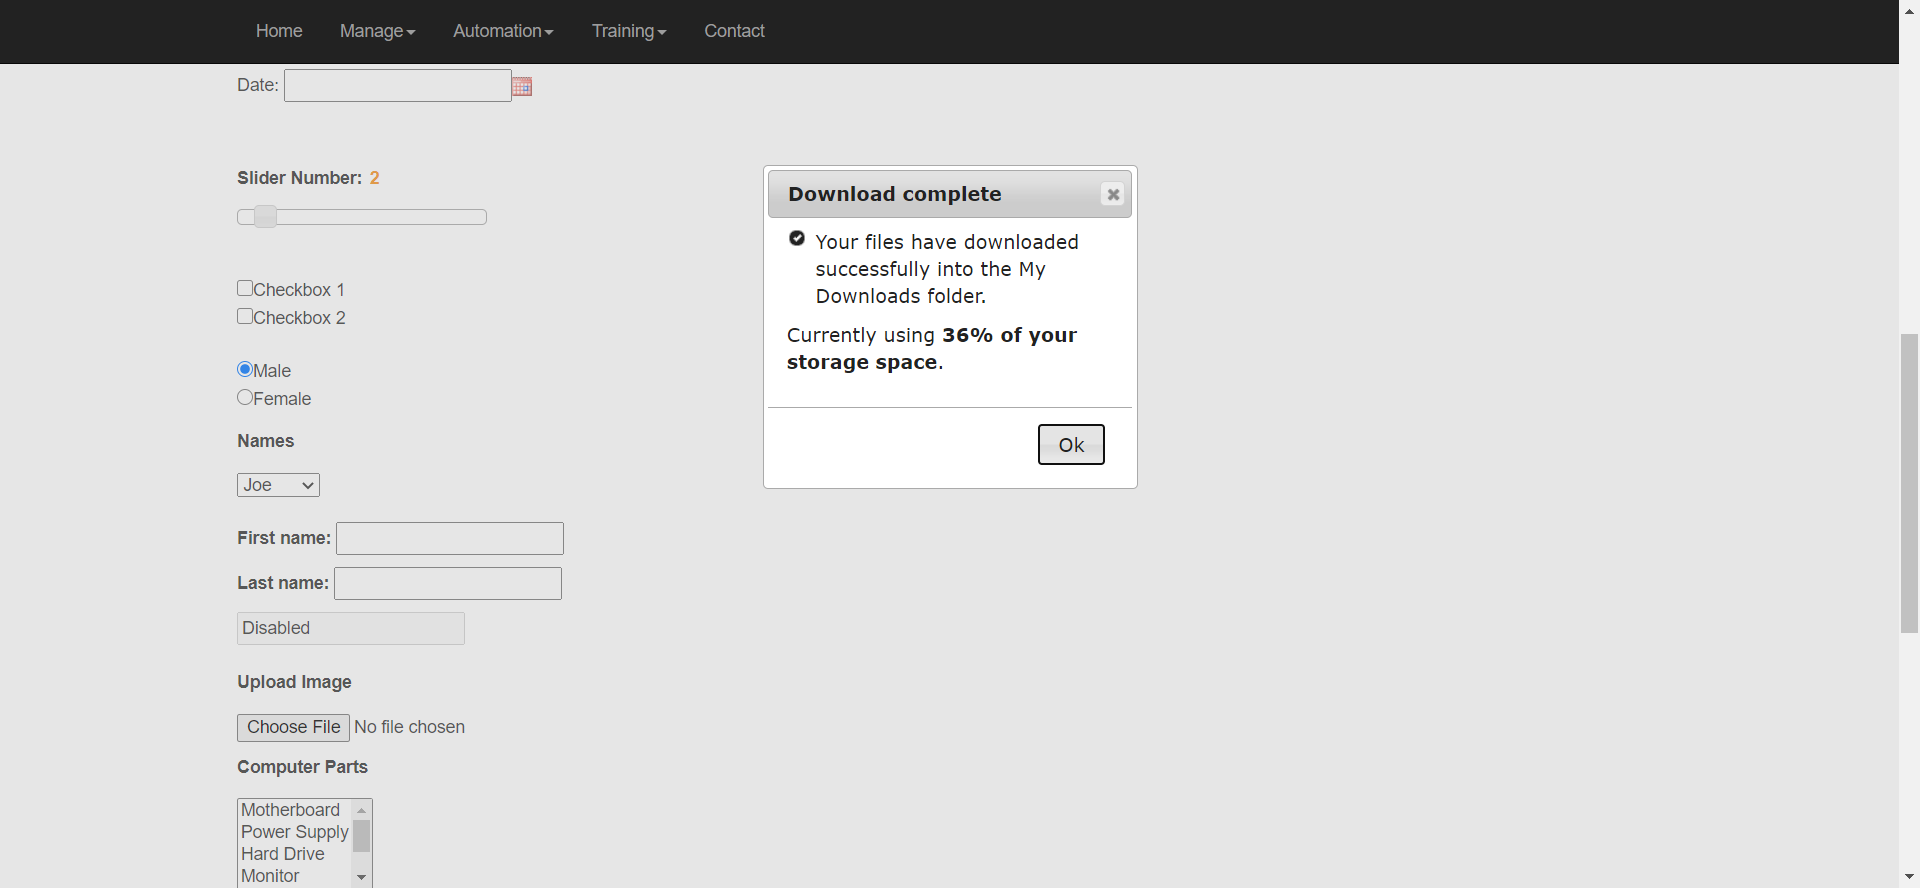 Home Manage Automation Training Contact
Date:
Slider Number: 2
Checkbox 1
Checkbox 2
Male
Female
Names
Joe
First name:
Last name:
Disabled
Upload Image
Choose File No file chosen
Computer Parts
Motherboard
Power Supply
Hard Drive
Monitor
Download complete
Your files have downloaded
successfully into the My
Downloads folder.
Currently using 36% of your
storage space.
Ok